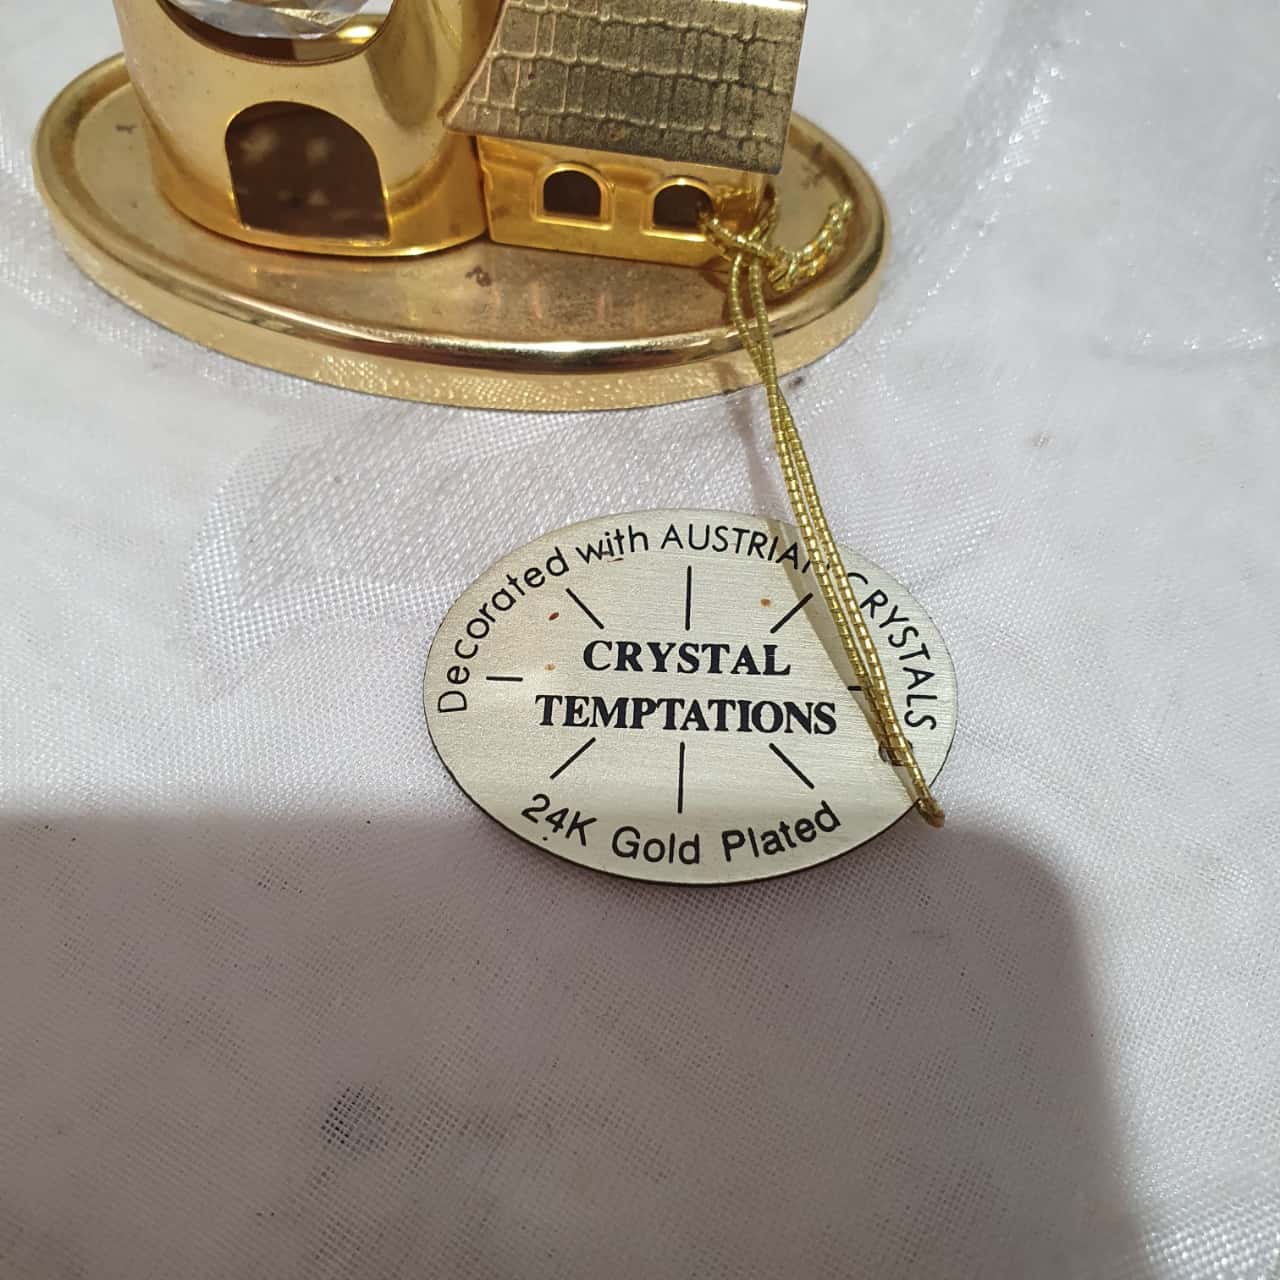 Decorated with AUSTRIAN CRYSTALS
CRYSTAL
TEMPTATIONS
24K Gold Plated